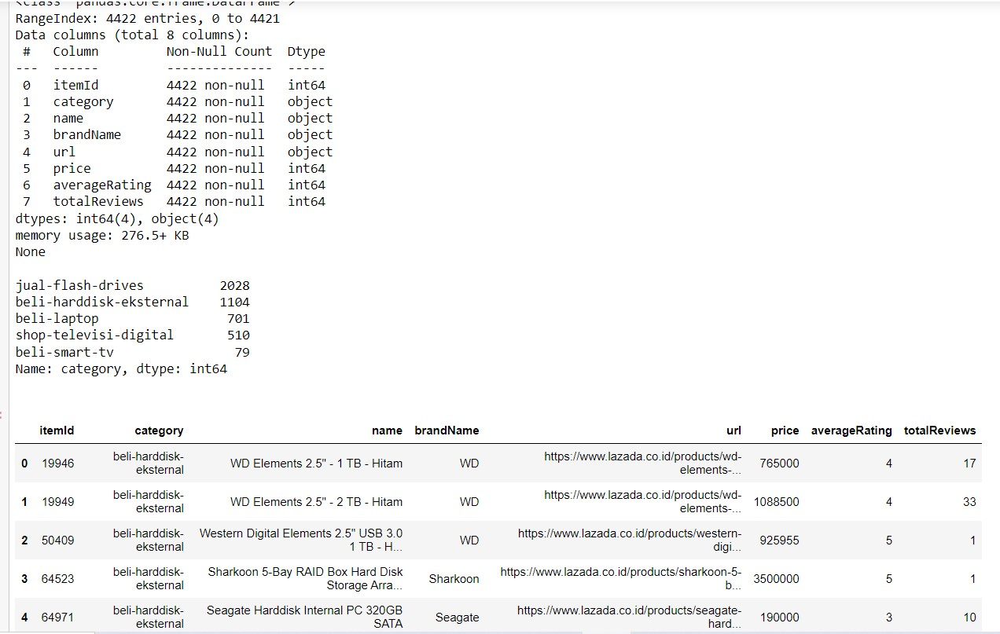 <class 'pandas.core.frame.DataFrame'>
RangeIndex: 4422 entries, 0 to 4421
Data columns (total 8 columns):
#   Column         Non-Null Count  Dtype
---  ------         --------------  -----
0   itemId         4422 non-null   int64
1   category       4422 non-null   object
2   name           4422 non-null   object
3   brandName      4422 non-null   object
4   url            4422 non-null   object
5   price          4422 non-null   int64
6   averageRating  4422 non-null   int64
7   totalReviews   4422 non-null   int64
dtypes: int64(4), object(4)
memory usage: 276.5+ KB
None
jual-flash-drives          2028
beli-harddisk-eksternal    1104
beli-laptop                 701
shop-televisi-digital       510
beli-smart-tv                79
Name: category, dtype: int64
itemId category name brandName url price averageRating totalReviews
0 19946 beli-harddisk- WD Elements 2.5" - 1 TB - Hitam WD https://www.lazada.co.id/products/wd- 765000 4 17
eksternal elements-...
1 19949 beli-harddisk- WD Elements 2.5" - 2 TB - Hitam WD https://www.lazada.co.id/products/wd- 1088500 4 33
eksternal elements-...
2 50409 beli-harddisk- Western Digital Elements 2.5" USB 3.0 WD https://www.lazada.co.id/products/western- 925955 5 1
eksternal 1 TB - H... digi-...
3 64523 beli-harddisk- Sharkoon 5-Bay RAID Box Hard Disk Sharkoon https://www.lazada.co.id/products/sharkoon-5- 3500000 5 1
eksternal Storage Arra... b...
4 64971 beli-harddisk- Seagate Harddisk Internal PC 320GB Seagate https://www.lazada.co.id/products/seagate- 190000 3 10
eksternal SATA hard...